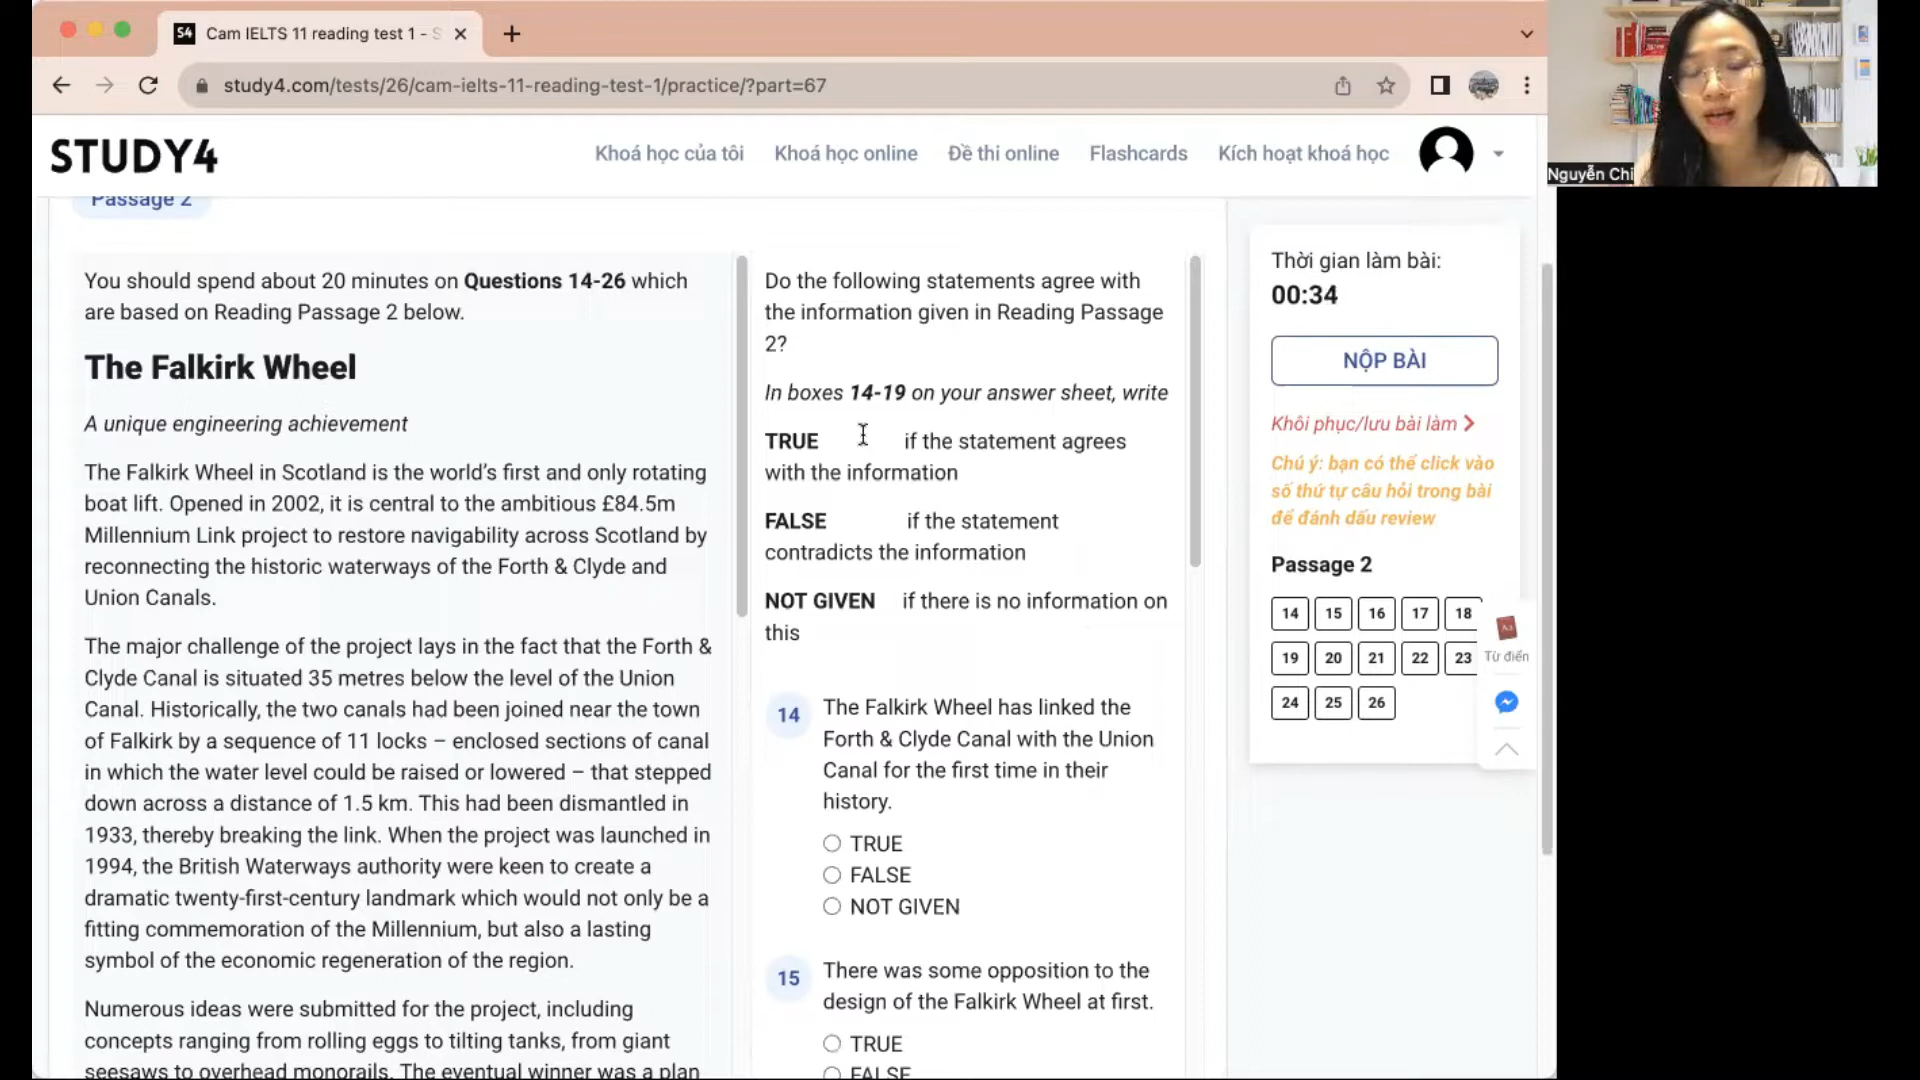 S4 Cam IELTS 11 reading test 1 - S
study4.com/tests/26/cam-ielts-11-reading-test-1/practice/?part=67
STUDY4
Khoá học của tôi
Khoá học online
Đề thi online
Flashcards
Kích hoạt khoá học
Nguyễn Chi
Passage 2
You should spend about 20 minutes on Questions 14-26 which
are based on Reading Passage 2 below.
The Falkirk Wheel
A unique engineering achievement
The Falkirk Wheel in Scotland is the world's first and only rotating
boat lift. Opened in 2002, it is central to the ambitious £84.5m
Millennium Link project to restore navigability across Scotland by
reconnecting the historic waterways of the Forth & Clyde and
Union Canals.
The major challenge of the project lays in the fact that the Forth &
Clyde Canal is situated 35 metres below the level of the Union
Canal. Historically, the two canals had been joined near the town
of Falkirk by a sequence of 11 locks – enclosed sections of canal
in which the water level could be raised or lowered – that stepped
down across a distance of 1.5 km. This had been dismantled in
1933, thereby breaking the link. When the project was launched in
1994, the British Waterways authority were keen to create a
dramatic twenty-first-century landmark which would not only be a
fitting commemoration of the Millennium, but also a lasting
symbol of the economic regeneration of the region.
Numerous ideas were submitted for the project, including
concepts ranging from rolling eggs to tilting tanks, from giant
seesaws to overhead monorails. The eventual winner was a plan
Do the following statements agree with
the information given in Reading Passage
2?
In boxes 14-19 on your answer sheet, write
TRUE if the statement agrees
with the information
FALSE if the statement
contradicts the information
NOT GIVEN if there is no information on
this
14 The Falkirk Wheel has linked the
Forth & Clyde Canal with the Union
Canal for the first time in their
history.
TRUE
FALSE
NOT GIVEN
15 There was some opposition to the
design of the Falkirk Wheel at first.
TRUE
FALSE
Thời gian làm bài:
00:34
NỘP BÀI
Khôi phục/lưu bài làm
Chú ý: bạn có thể click vào
số thứ tự câu hỏi trong bài
để đánh dấu review
Passage 2
14 15 16 17 18
19 20 21 22 23
24 25 26
Từ điển